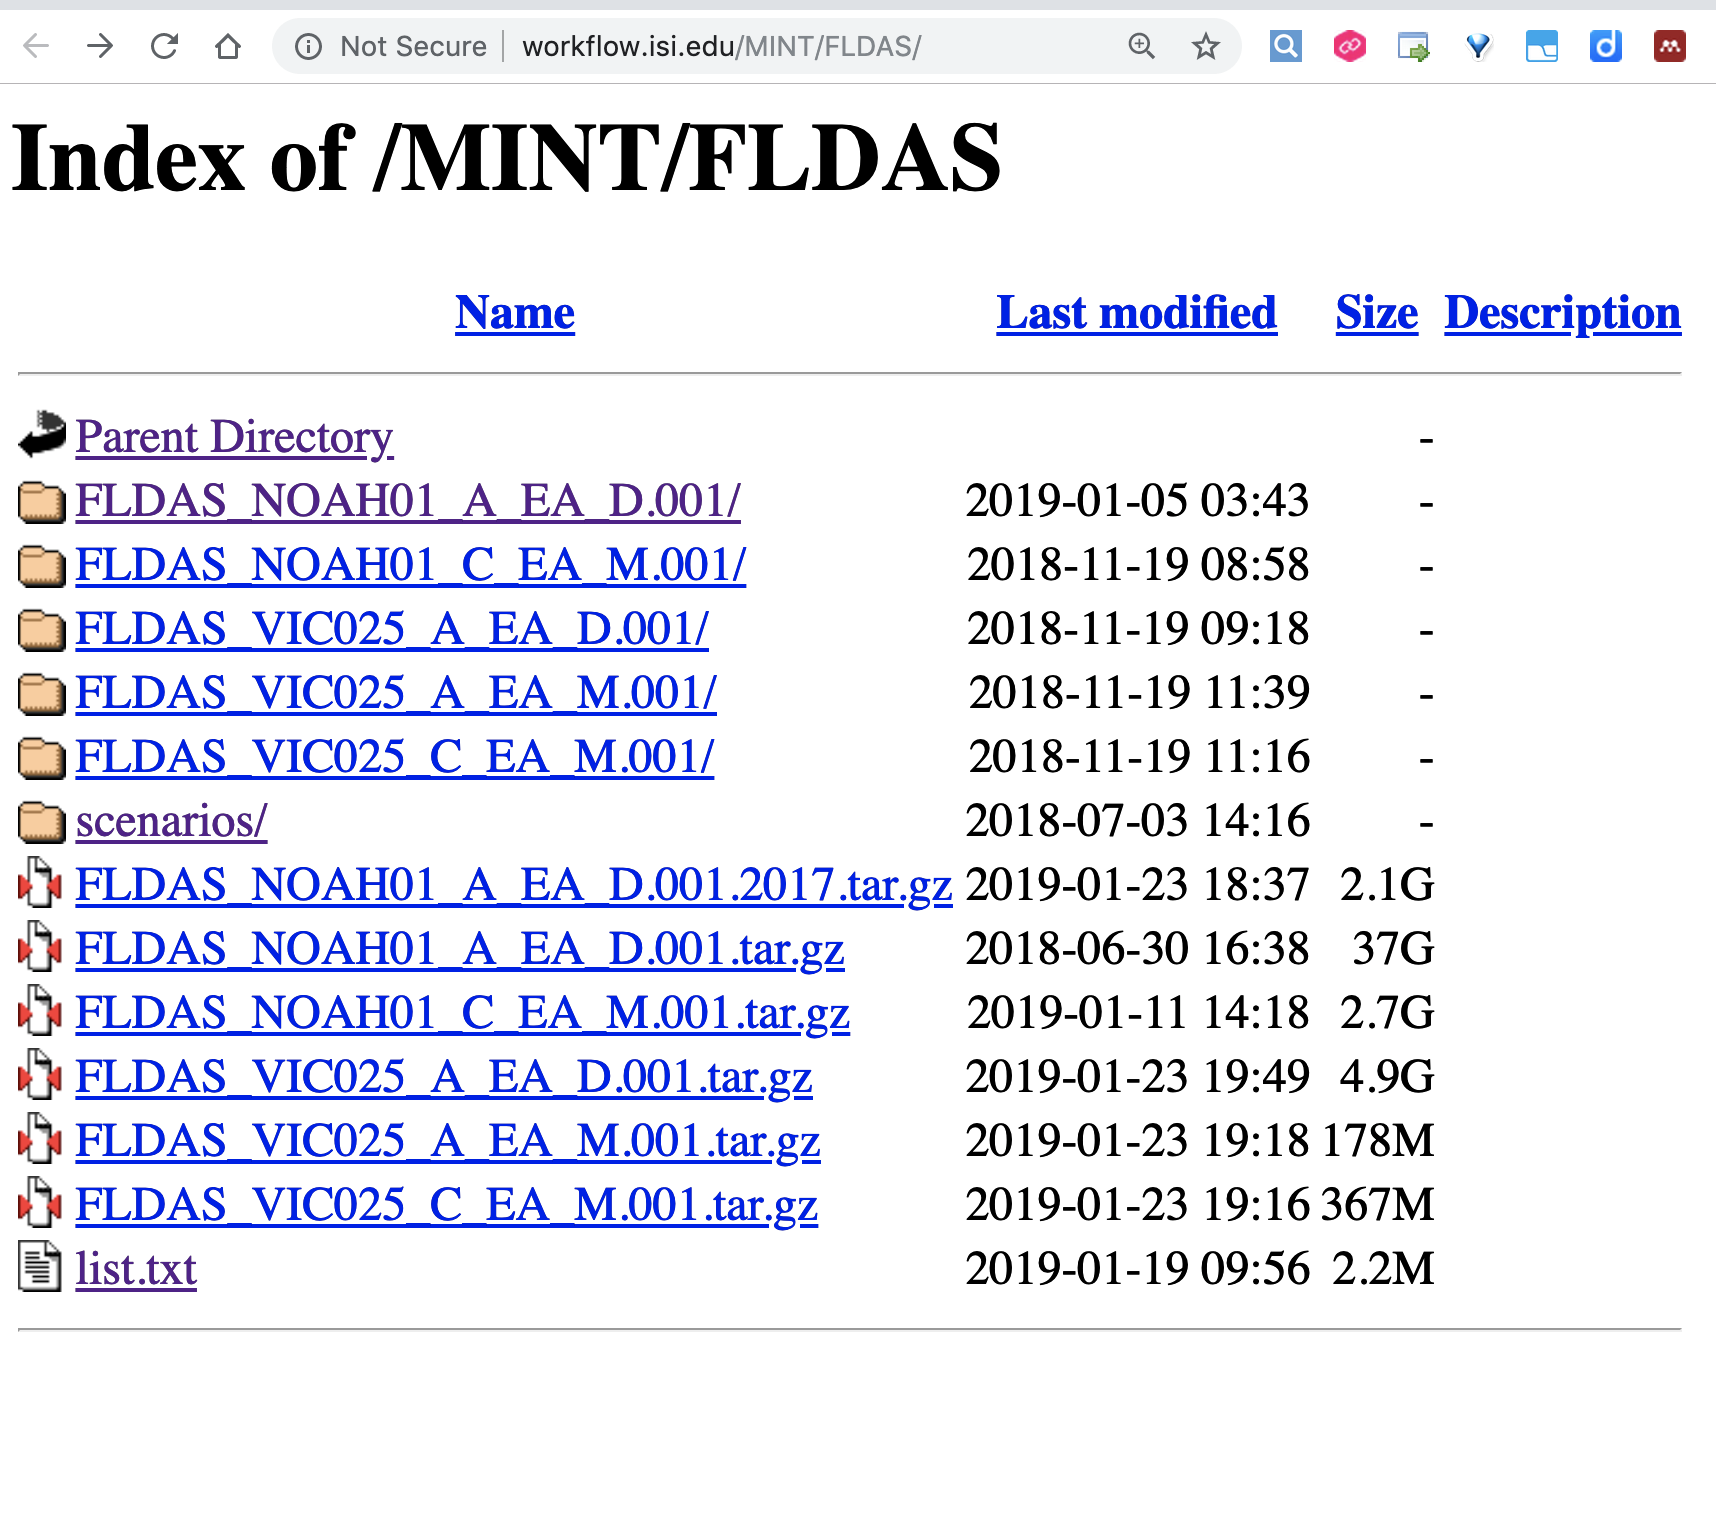 Not Secure workflow.isi.edu/MINT/FLDAS/
Index of /MINT/FLDAS
Name Last modified Size Description
Parent Directory -
FLDAS_NOAH01_A_EA_D.001/ 2019-01-05 03:43 -
FLDAS_NOAH01_C_EA_M.001/ 2018-11-19 08:58 -
FLDAS_VIC025_A_EA_D.001/ 2018-11-19 09:18 -
FLDAS_VIC025_A_EA_M.001/ 2018-11-19 11:39 -
FLDAS_VIC025_C_EA_M.001/ 2018-11-19 11:16 -
scenarios/ 2018-07-03 14:16 -
FLDAS_NOAH01_A_EA_D.001.2017.tar.gz 2019-01-23 18:37 2.1G
FLDAS_NOAH01_A_EA_D.001.tar.gz 2018-06-30 16:38 37G
FLDAS_NOAH01_C_EA_M.001.tar.gz 2019-01-11 14:18 2.7G
FLDAS_VIC025_A_EA_D.001.tar.gz 2019-01-23 19:49 4.9G
FLDAS_VIC025_A_EA_M.001.tar.gz 2019-01-23 19:18 178M
FLDAS_VIC025_C_EA_M.001.tar.gz 2019-01-23 19:16 367M
list.txt 2019-01-19 09:56 2.2M